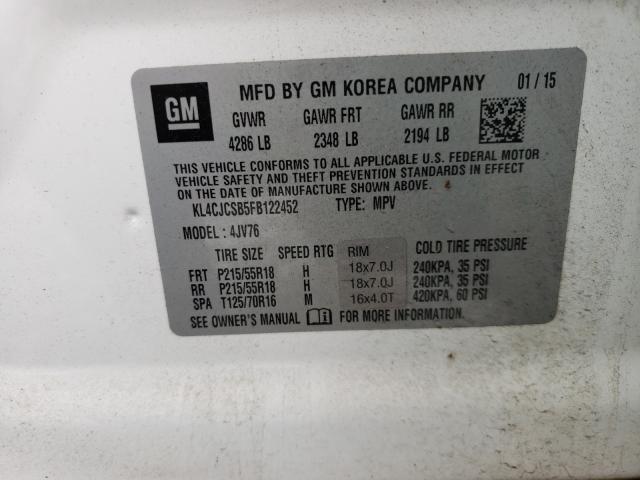 GM
MFD BY GM KOREA COMPANY 01 / 15
GVWR GAWR FRT GAWR RR
4286 LB 2348 LB 2194 LB
THIS VEHICLE CONFORMS TO ALL APPLICABLE U.S. FEDERAL MOTOR
VEHICLE SAFETY AND THEFT PREVENTION STANDARDS IN EFFECT
ON THE DATE OF MANUFACTURE SHOWN ABOVE.
KL4CJCSB5FB122452 TYPE: MPV
MODEL : 4JV76
TIRE SIZE SPEED RTG RIM COLD TIRE PRESSURE
FRT P215/55R18 H 18x7.0J 240KPA, 35 PSI
RR P215/55R18 H 18x7.0J 240KPA, 35 PSI
SPA T125/70R16 M 16x4.0T 420KPA, 60 PSI
SEE OWNER'S MANUAL FOR MORE INFORMATION.